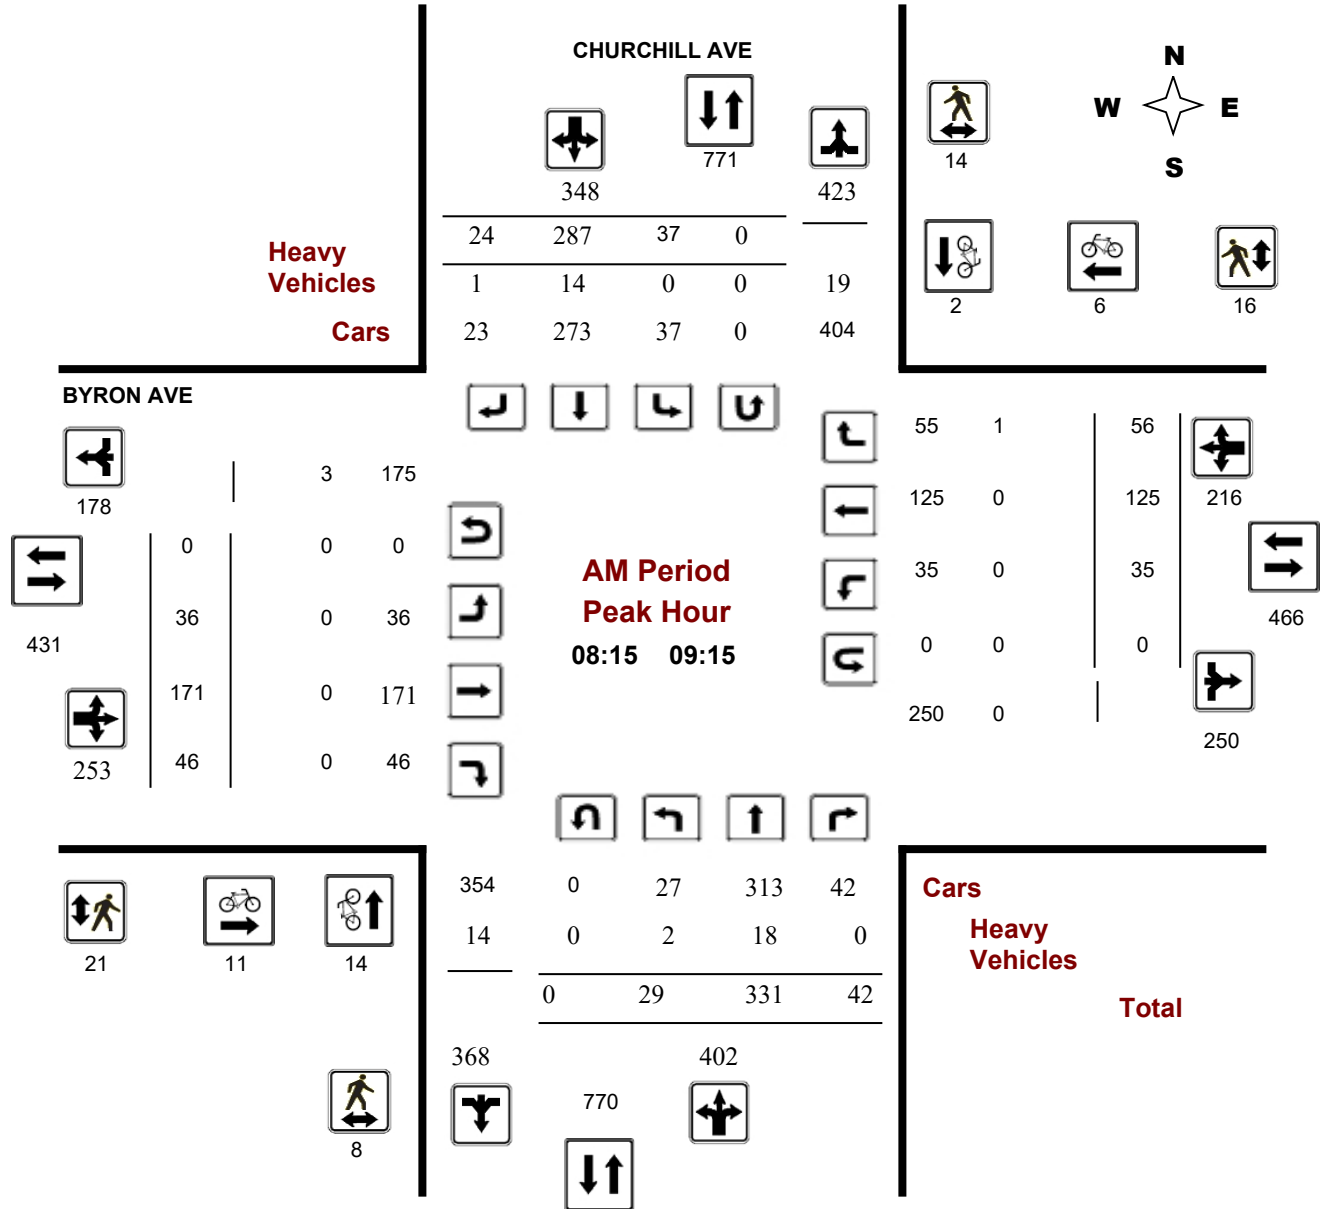 CHURCHILL AVE
N
W E
S
771
14
348 423
24 287 37 0
Heavy
Vehicles
1 14 0 0 19
Cars
23 273 37 0 404
2 6 16
BYRON AVE
178
3 175
0 0 0
36 0 36
431
171 0 171
253
46 0 46
AM Period
Peak Hour
08:15 09:15
55 1 56
125 0 125 216
35 0 35
466
0 0 0
250 0
250
21 11 14
8
354 0 27 313 42
14 0 2 18 0
0 29 331 42
368 402
770
Cars
Heavy
Vehicles
Total